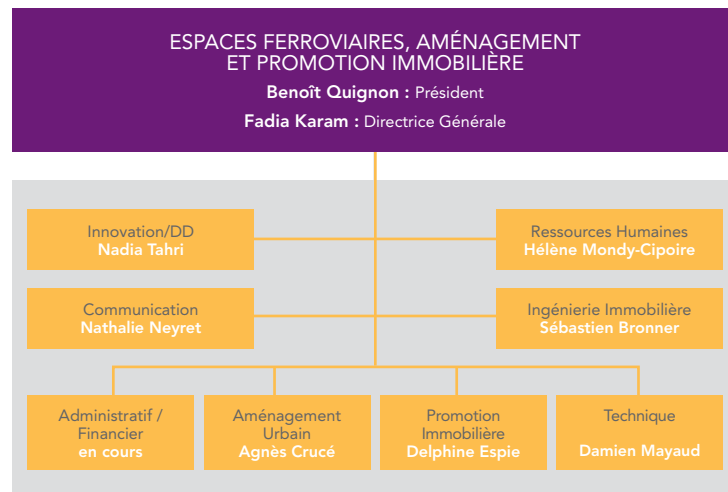 ESPACES FERROVIAIRES, AMÉNAGEMENT
ET PROMOTION IMMOBILIÈRE
Benoît Quignon : Président
Fadia Karam : Directrice Générale
Innovation/DD
Nadia Tahri
Ressources Humaines
Hélène Mondy-Cipoire
Communication
Nathalie Neyret
Ingénierie Immobilière
Sébastien Bronner
Administratif /
Financier
en cours
Aménagement
Urbain
Agnès Crucé
Promotion
Immobilière
Delphine Espie
Technique
Damien Mayaud